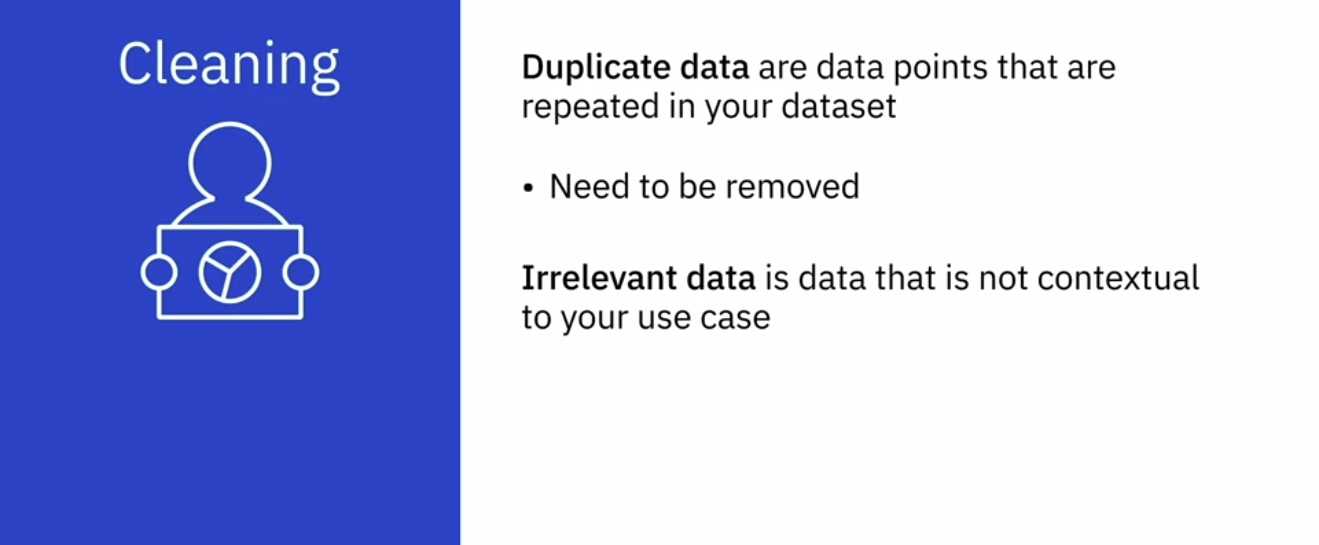 Cleaning
Duplicate data are data points that are
repeated in your dataset
• Need to be removed
Irrelevant data is data that is not contextual
to your use case